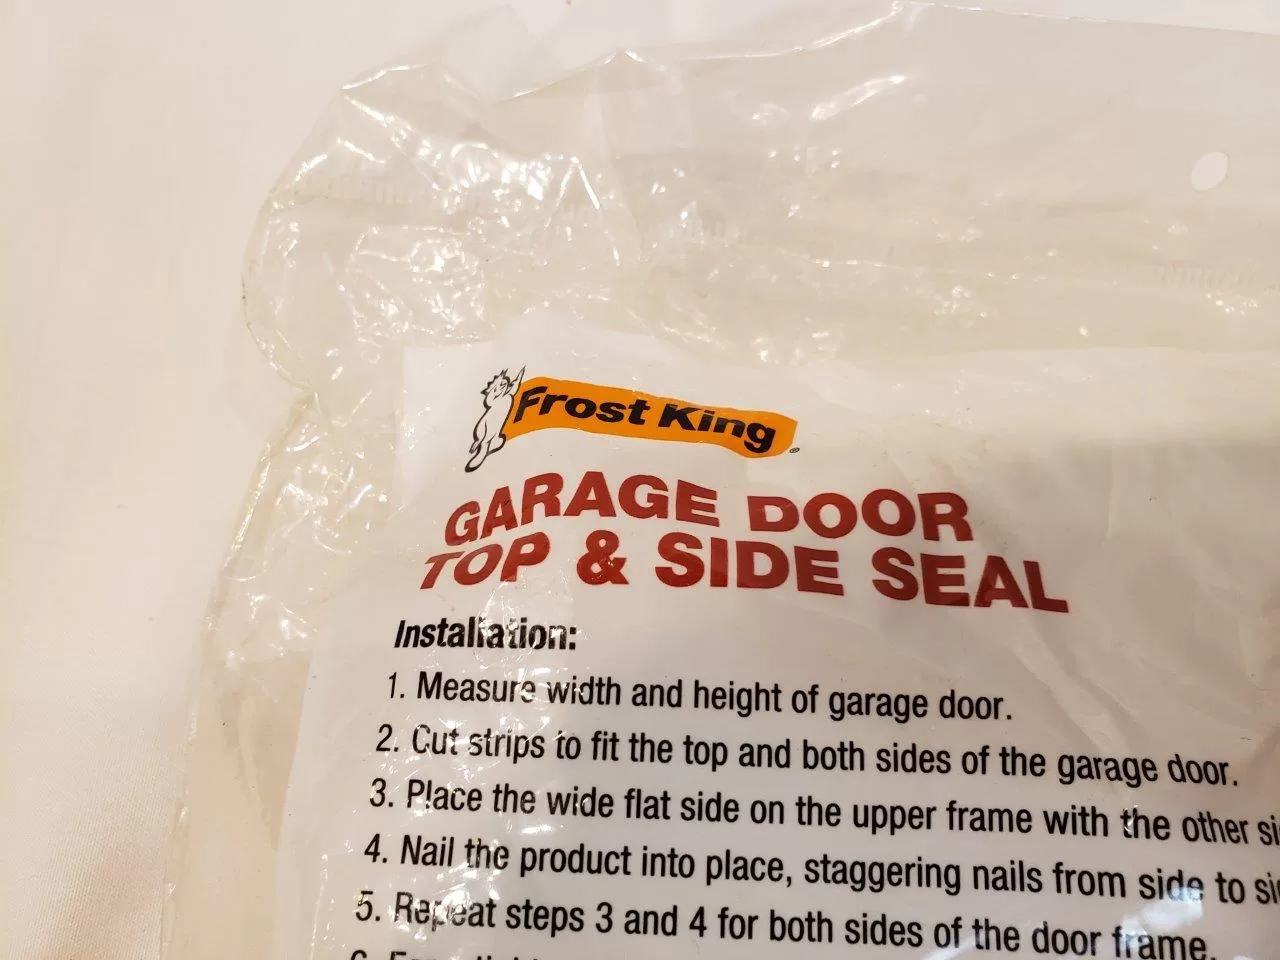 Frost King
GARAGE DOOR
TOP & SIDE SEAL
Installation:
1. Measure width and height of garage door.
2. Cut strips to fit the top and both sides of the garage door.
3. Place the wide flat side on the upper frame with the other
4. Nail the product into place, staggering nails from side to
5. Repeat steps 3 and 4 for both sides of the door frame.